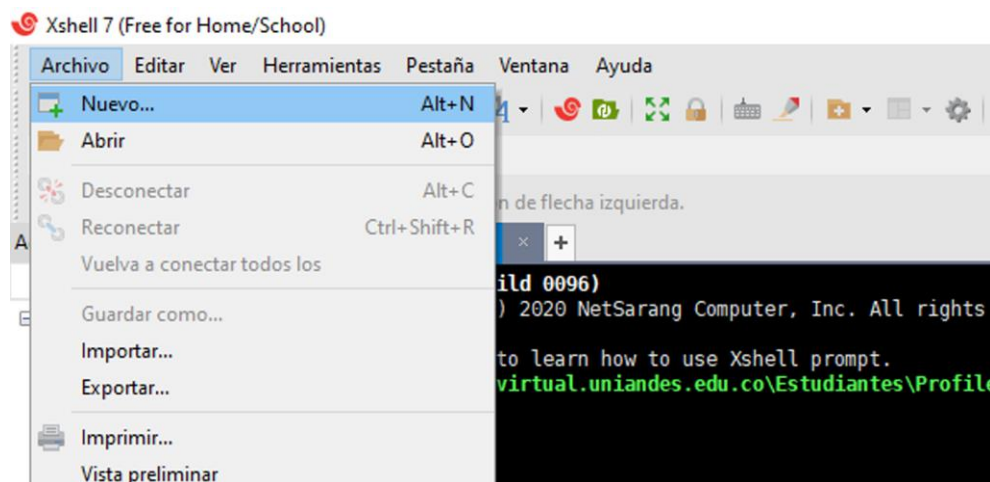 Xshell 7 (Free for Home/School)
Archivo Editar Ver Herramientas Pestaña Ventana Ayuda
Nuevo... Alt+N
Abrir Alt+O
Desconectar Alt+C
n de flecha izquierda.
Reconectar Ctrl+Shift+R
A
Vuelva a conectar todos los
ild 0096)
Guardar como...
) 2020 NetSarang Computer, Inc. All rights
Importar...
to learn how to use Xshell prompt.
Exportar...
virtual.uniandes.edu.co\Estudiantes\Profile
Imprimir...
Vista preliminar